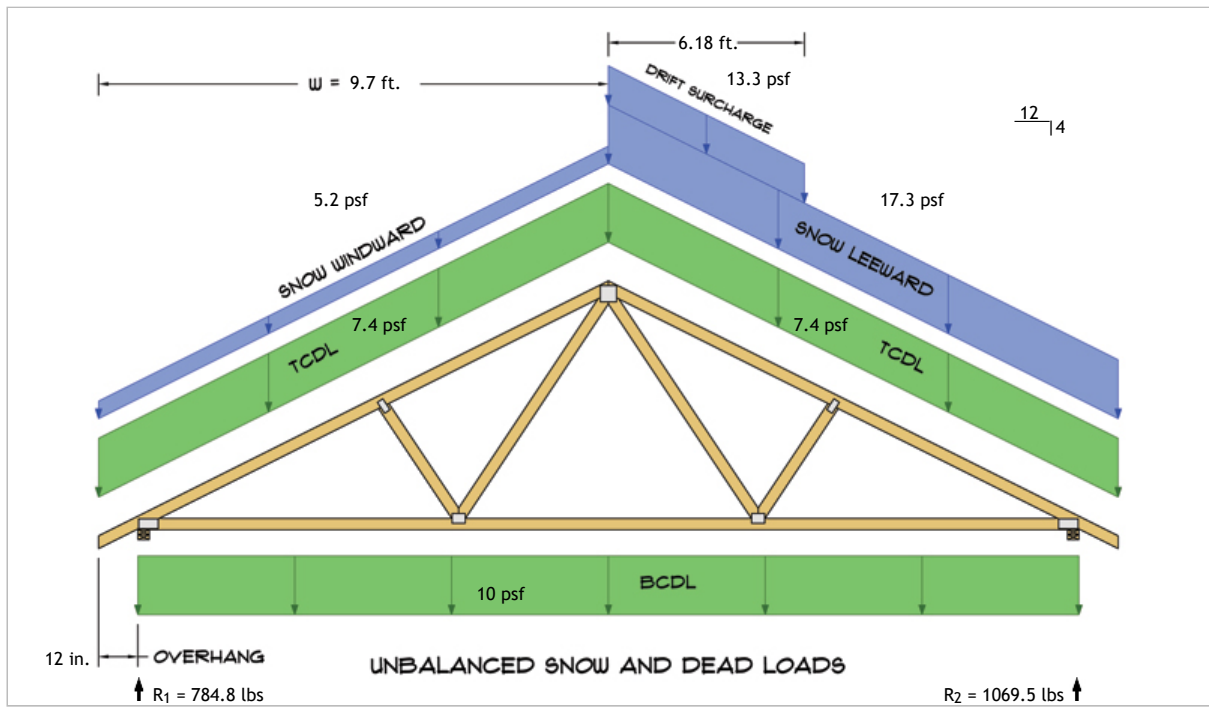 6.18 ft.
W = 9.7 ft.
DRIFT SURCHARGE
13.3 psf
12
4
5.2 psf
17.3 psf
SNOW WINDWARD
SNOW LEEWARD
7.4 psf
7.4 psf
TCDL
TCDL
10 psf
BCDL
12 in.
OVERHANG
UNBALANCED SNOW AND DEAD LOADS
R1 = 784.8 lbs
R2 = 1069.5 lbs